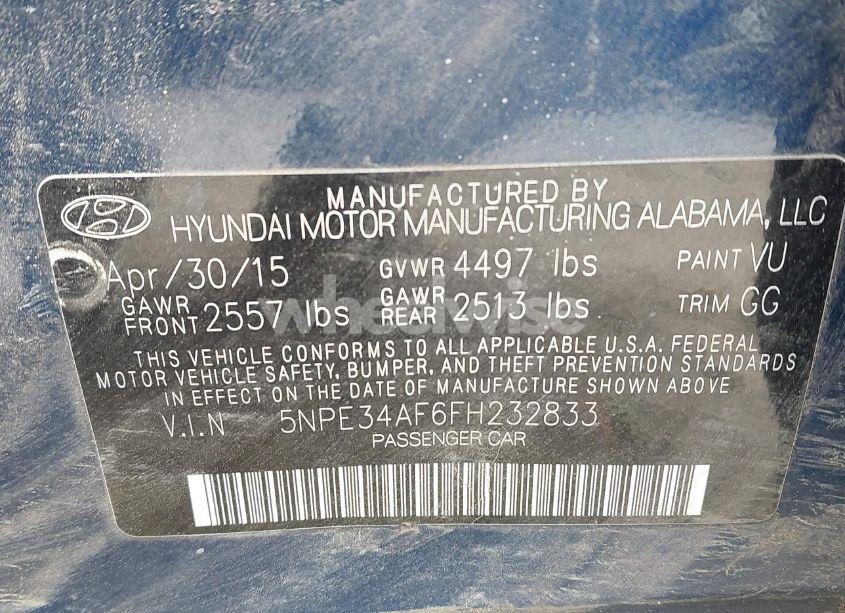 MANUFACTURED BY
HYUNDAI MOTOR MANUFACTURING ALABAMA, LLC
Apr/30/15 GVWR 4497 lbs PAINT VU
GAWR FRONT 2557 lbs GAWR REAR 2513 lbs TRIM GG
THIS VEHICLE CONFORMS TO ALL APPLICABLE U.S.A. FEDERAL
MOTOR VEHICLE SAFETY, BUMPER, AND THEFT PREVENTION STANDARDS
IN EFFECT ON THE DATE OF MANUFACTURE SHOWN ABOVE
V.I.N 5NPE34AF6FH232833
PASSENGER CAR
wheelwise